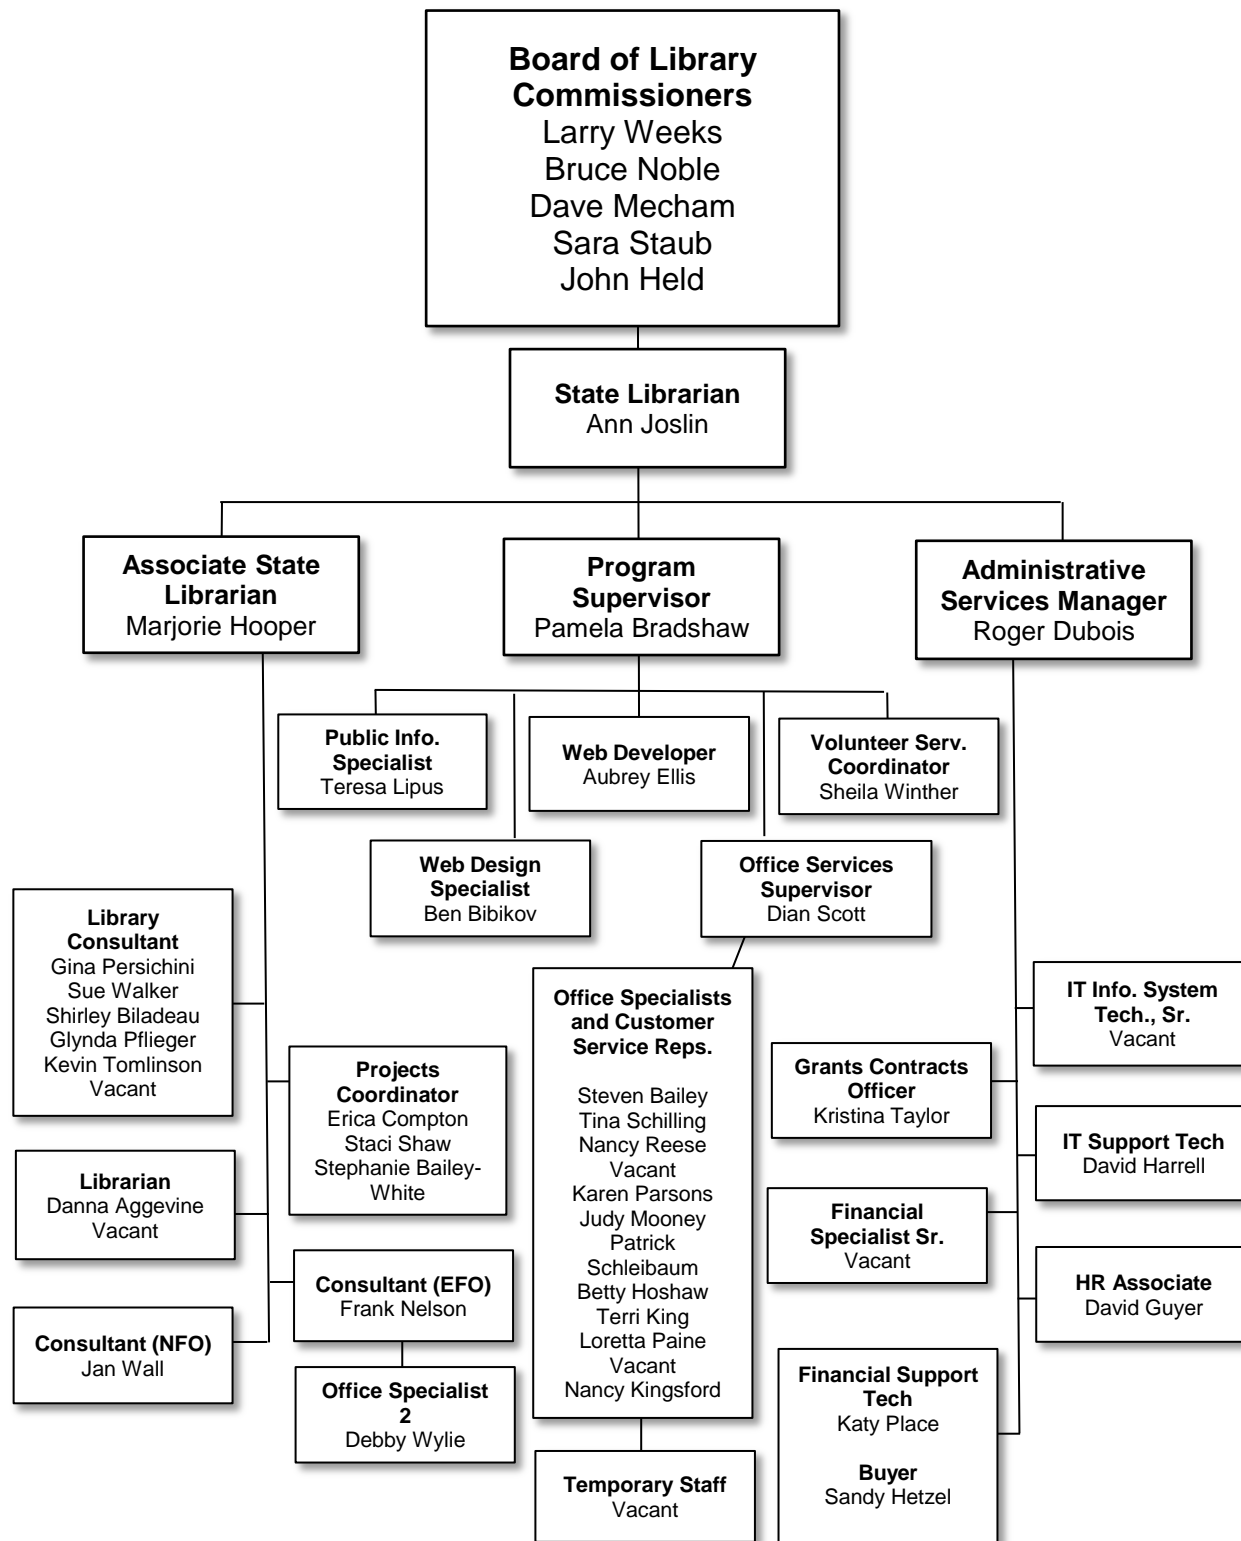 Board of Library
Commissioners
Larry Weeks
Bruce Noble
Dave Mecham
Sara Staub
John Held
State Librarian
Ann Joslin
Associate State
Librarian
Marjorie Hooper
Program
Supervisor
Pamela Bradshaw
Administrative
Services Manager
Roger Dubois
Public Info.
Specialist
Teresa Lipus
Web Developer
Aubrey Ellis
Volunteer Serv.
Coordinator
Sheila Winther
Web Design
Specialist
Ben Bibikov
Office Services
Supervisor
Dian Scott
Library
Consultant
Gina Persichini
Sue Walker
Shirley Biladeau
Glynda Pflieger
Kevin Tomlinson
Vacant
Projects
Coordinator
Erica Compton
Staci Shaw
Stephanie Bailey-
White
Librarian
Danna Aggevine
Vacant
Consultant (EFO)
Frank Nelson
Consultant (NFO)
Jan Wall
Office Specialist
2
Debby Wylie
Office Specialists
and Customer
Service Reps.
Steven Bailey
Tina Schilling
Nancy Reese
Vacant
Karen Parsons
Judy Mooney
Patrick
Schleibaum
Betty Hoshaw
Terri King
Loretta Paine
Vacant
Nancy Kingsford
Temporary Staff
Vacant
IT Info. System
Tech., Sr.
Vacant
Grants Contracts
Officer
Kristina Taylor
IT Support Tech
David Harrell
Financial
Specialist Sr.
Vacant
HR Associate
David Guyer
Financial Support
Tech
Katy Place
Buyer
Sandy Hetzel